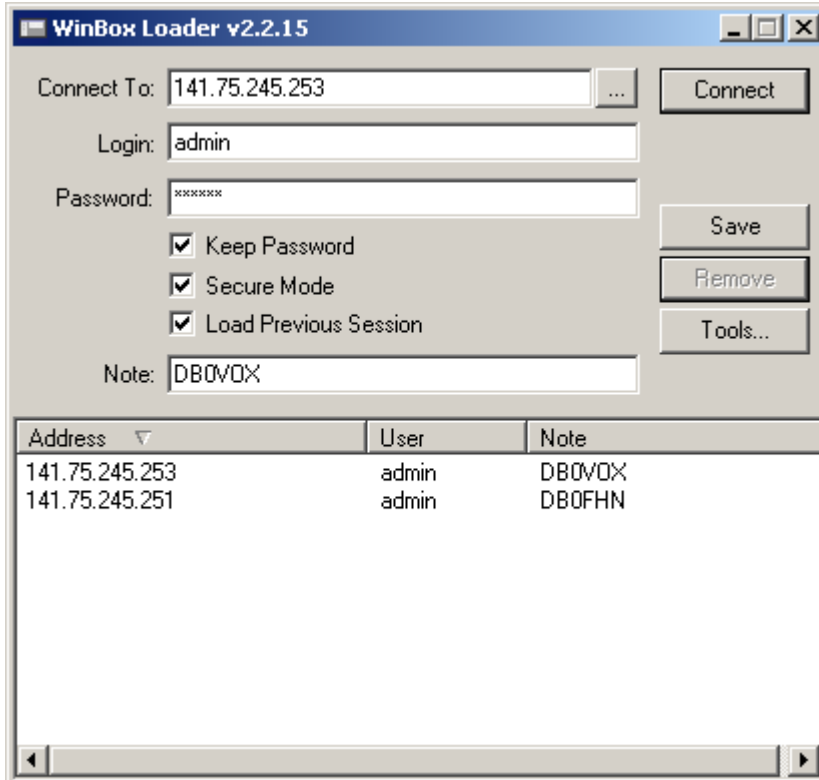 WinBox Loader v2.2.15
Connect To: 141.75.245.253 ... Connect
Login: admin
Password: ******
Save
Keep Password
Secure Mode
Remove
Load Previous Session
Tools...
Note: DB0VOX
Address User Note
141.75.245.253 admin DB0VOX
141.75.245.251 admin DB0FHN